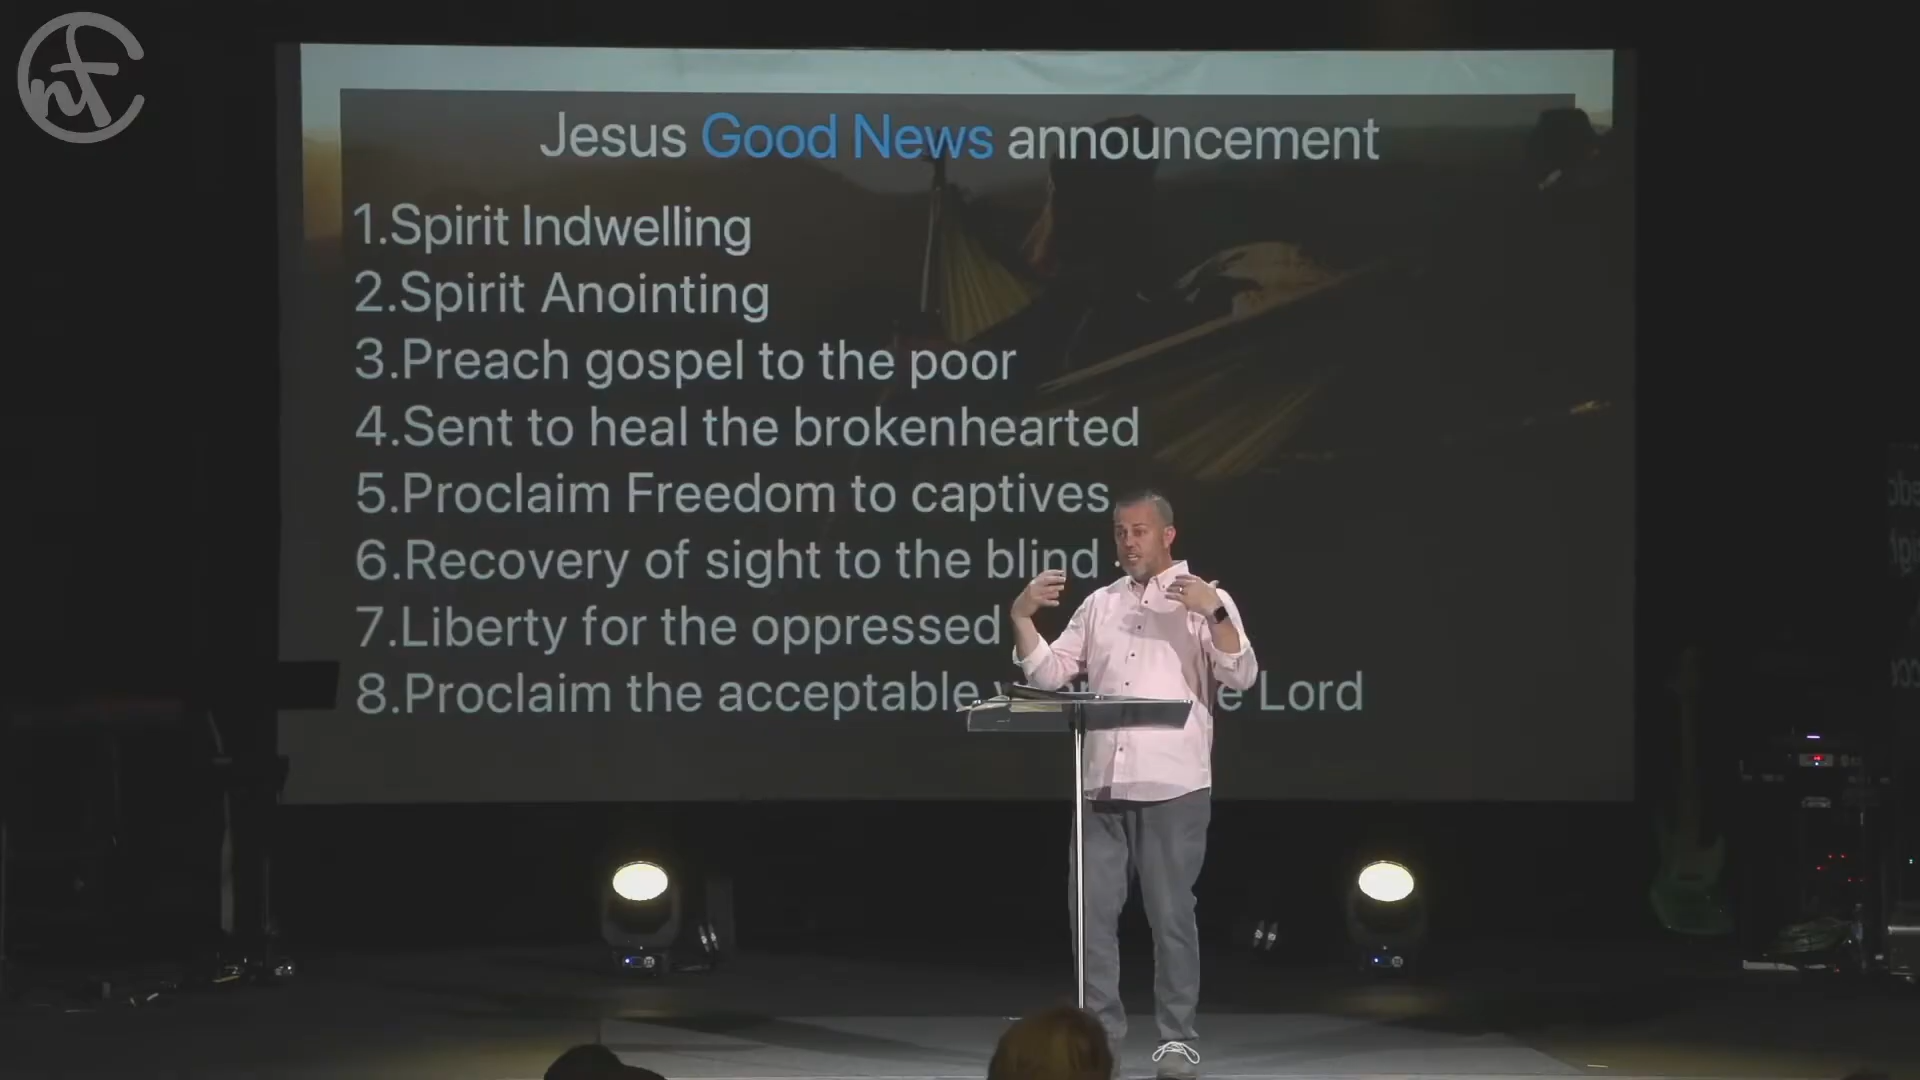 Jesus Good News announcement
1.Spirit Indwelling
2.Spirit Anointing
3.Preach gospel to the poor
4.Sent to heal the brokenhearted
5.Proclaim Freedom to captives
6.Recovery of sight to the blind
7.Liberty for the oppressed
8.Proclaim the acceptable Lord